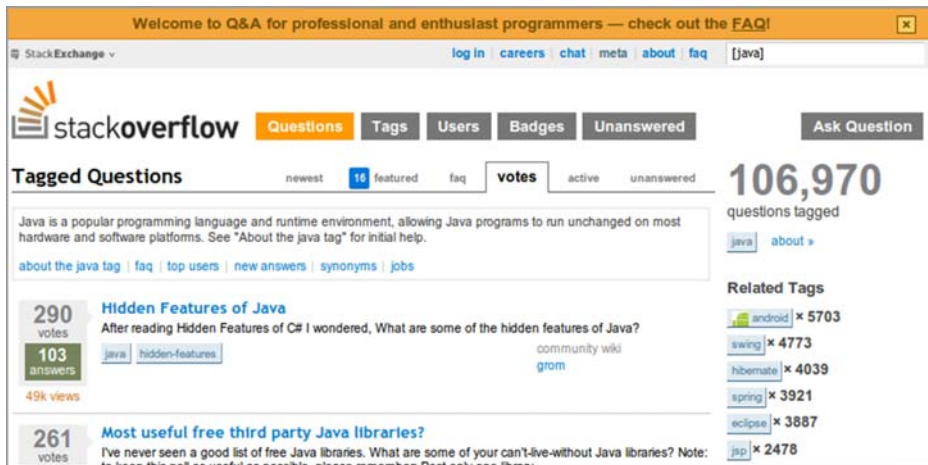 Welcome to Q&A for professional and enthusiast programmers — check out the FAQ!
StackExchange
log in | careers | chat | meta | about | faq
[java]
stackoverflow
Questions
Tags
Users
Badges
Unanswered
Ask Question
Tagged Questions
newest
16 featured
faq
votes
active
unanswered
106,970
questions tagged
java
about »
Java is a popular programming language and runtime environment, allowing Java programs to run unchanged on most
hardware and software platforms. See "About the java tag" for initial help.
about the java tag | faq | top users | new answers | synonyms | jobs
290
votes
103
answers
49k views
Hidden Features of Java
After reading Hidden Features of C# I wondered, What are some of the hidden features of Java?
java hidden-features
community wiki
grom
261
votes
Most useful free third party Java libraries?
I've never seen a good list of free Java libraries. What are some of your can't-live-without Java libraries? Note:
Related Tags
android × 5703
swing × 4773
hibernate × 4039
spring × 3921
eclipse × 3887
jsp × 2478